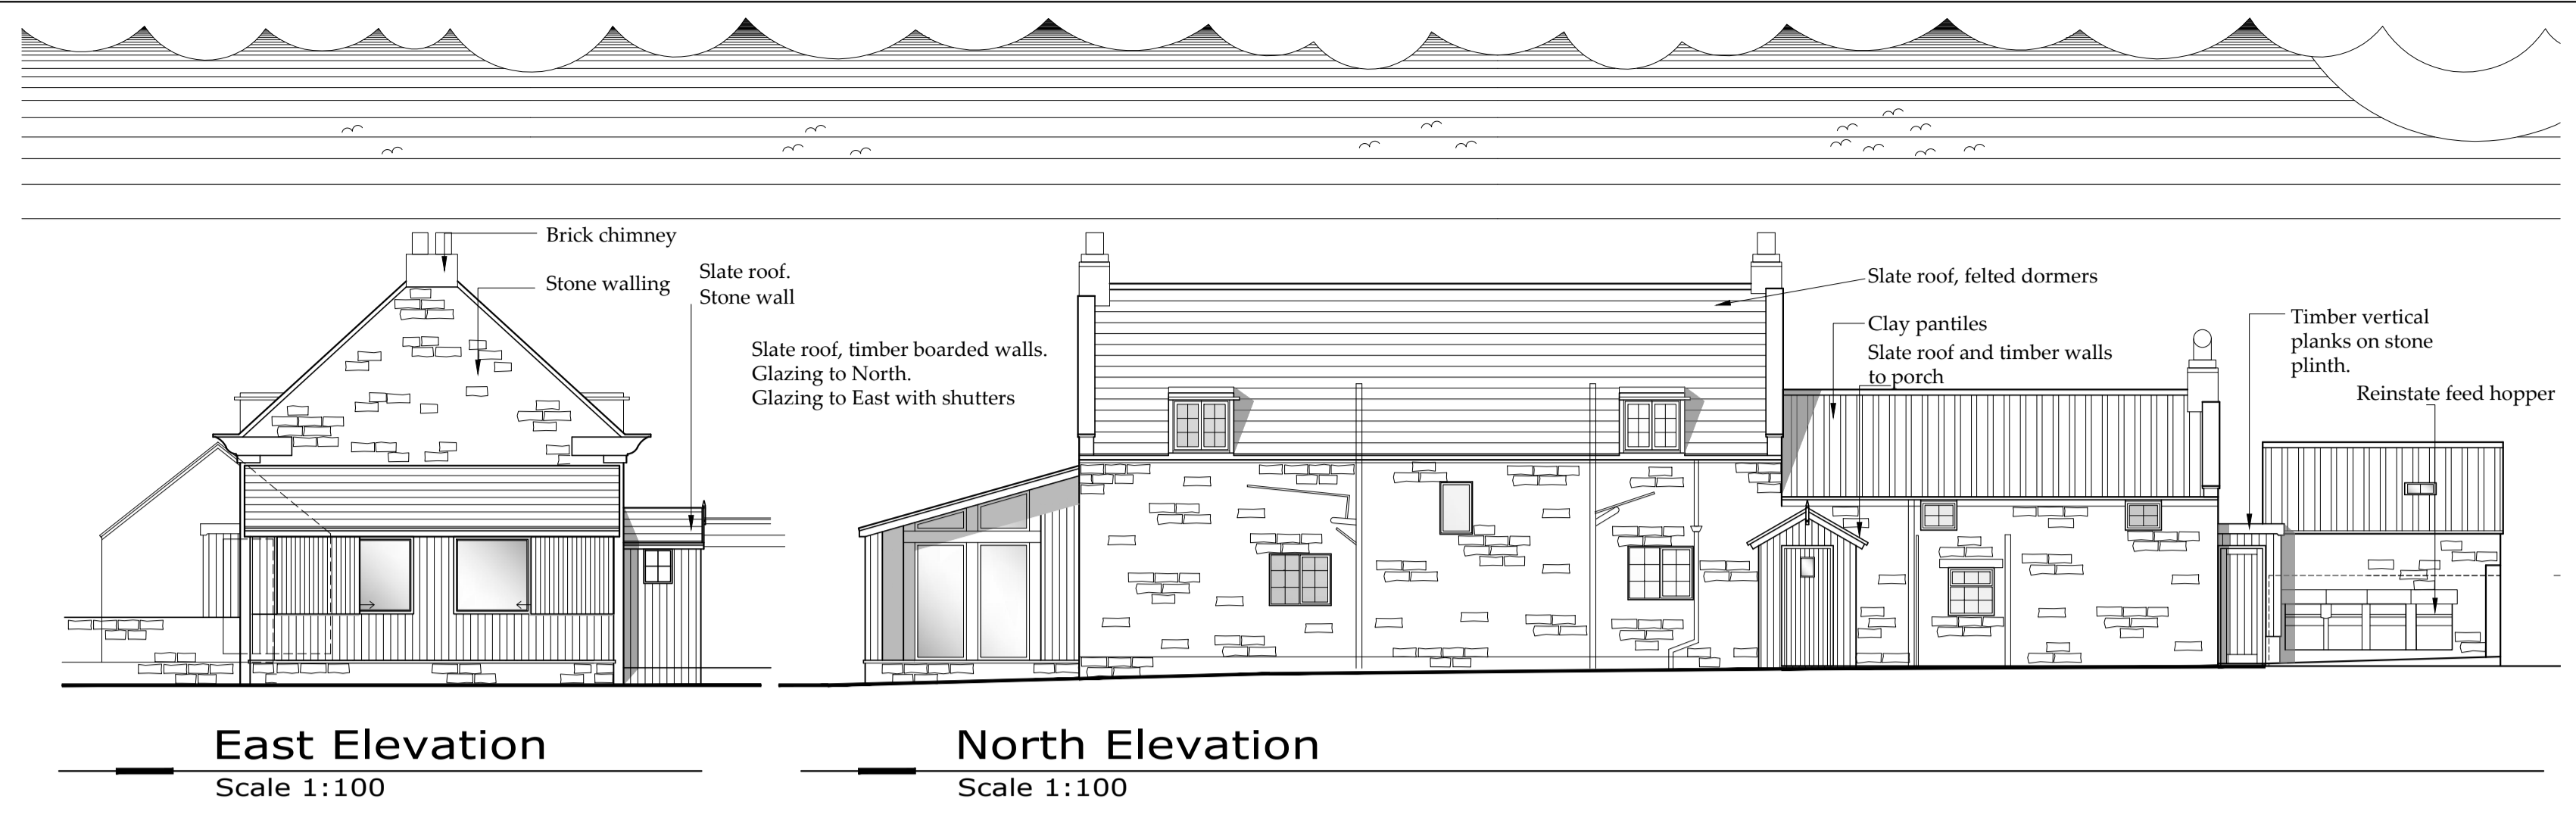 Brick chimney
Stone walling
Slate roof.
Stone wall
Slate roof, timber boarded walls.
Glazing to North.
Glazing to East with shutters
Slate roof, felted dormers
Clay pantiles
Slate roof and timber walls
to porch
Timber vertical
planks on stone
plinth.
Reinstate feed hopper
East Elevation
Scale 1:100
North Elevation
Scale 1:100